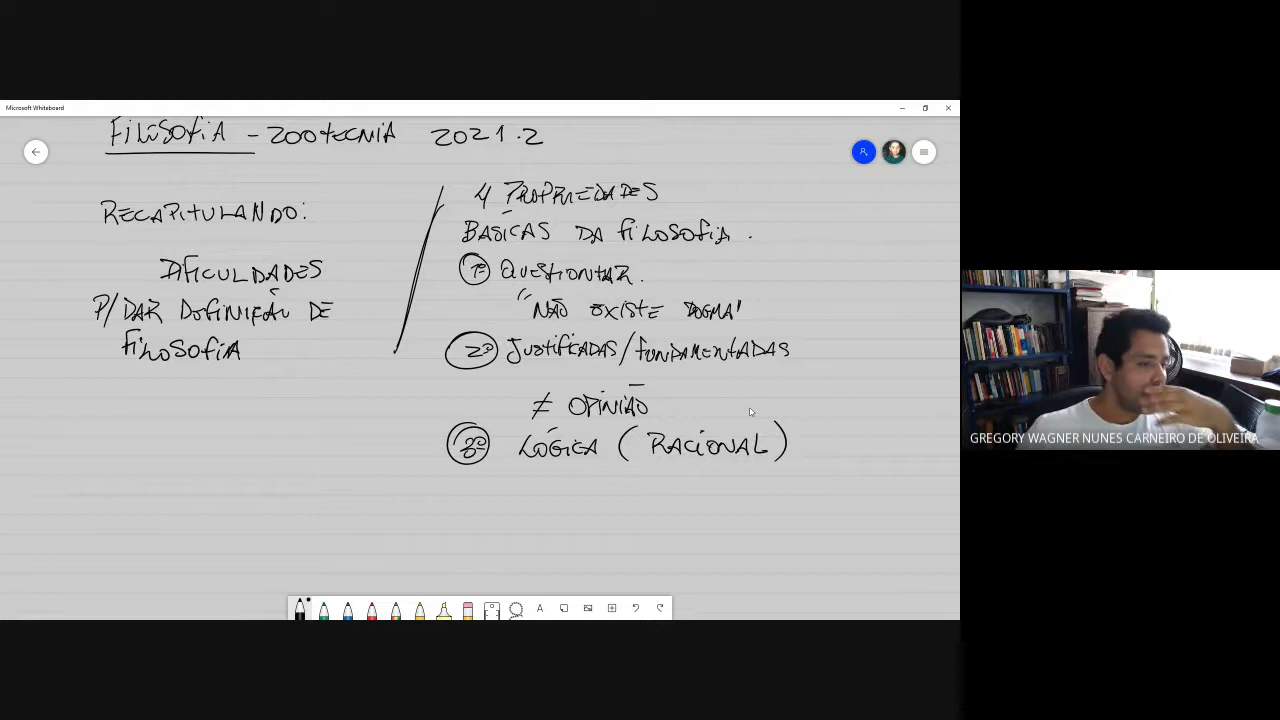 Microsoft Whiteboard
FILOSOFIA - ZOOTECNIA 2021.2
RECAPITULANDO:
DIFICULDADES
P/ DAR DEFINIÇÃO DE
FILOSOFIA
4 PROPRIEDADES
BÁSICAS DA FILOSOFIA.
1º QUESTIONAR.
"NÃO EXISTE DOGMA"
2º JUSTIFICADAS/FUNDAMENTADAS
≠ OPINIÃO
3º LÓGICA (RACIONAL)
GREGORY WAGNER NUNES CARNEIRO DE OLIVEIRA